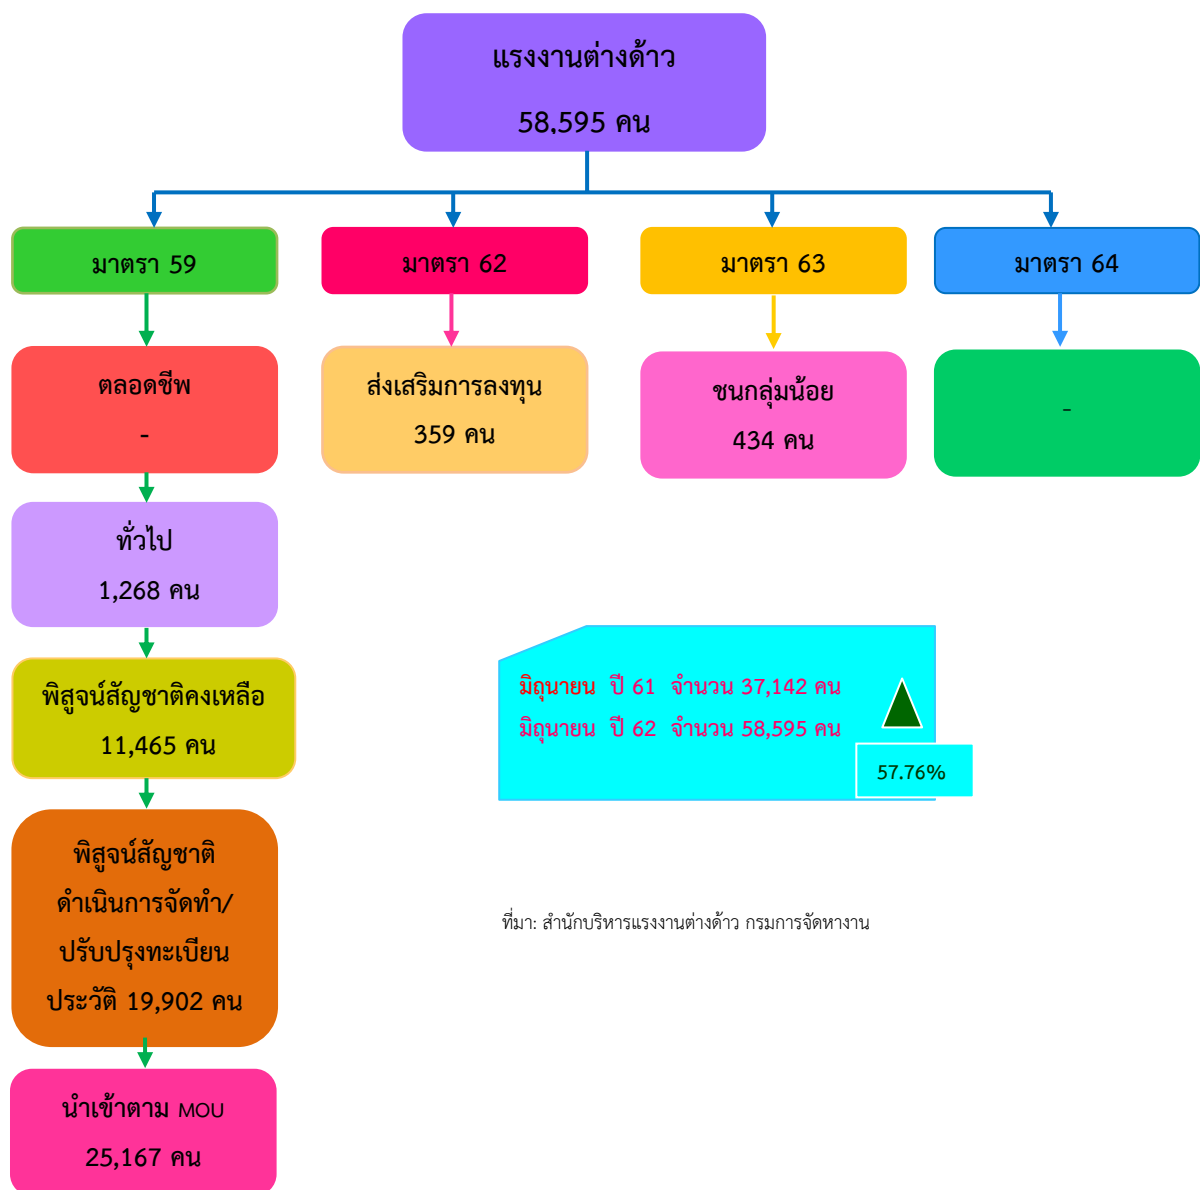 แรงงานต่างด้าว
58,595 คน
มาตรา 59
มาตรา 62
มาตรา 63
มาตรา 64
ตลอดชีพ
-
ส่งเสริมการลงทุน
359 คน
ชนกลุ่มน้อย
434 คน
-
ทั่วไป
1,268 คน
พิสูจน์สัญชาติคงเหลือ
11,465 คน
มิถุนายน ปี 61 จำนวน 37,142 คน
มิถุนายน ปี 62 จำนวน 58,595 คน
57.76%
พิสูจน์สัญชาติ
ดำเนินการจัดทำ/
ปรับปรุงทะเบียน
ประวัติ 19,902 คน
ที่มา: สำนักบริหารแรงงานต่างด้าว กรมการจัดหางาน
นำเข้าตาม MOU
25,167 คน